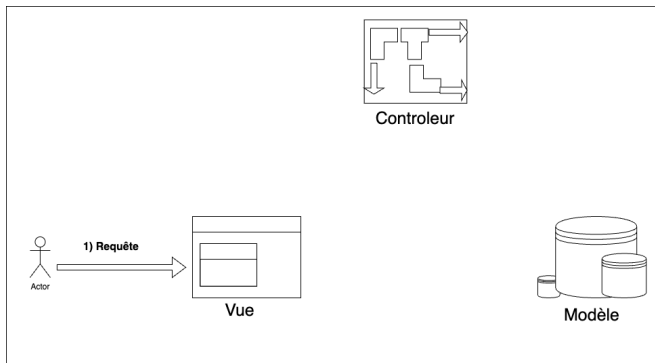 Controleur
1) Requête
Actor
Vue
Modèle